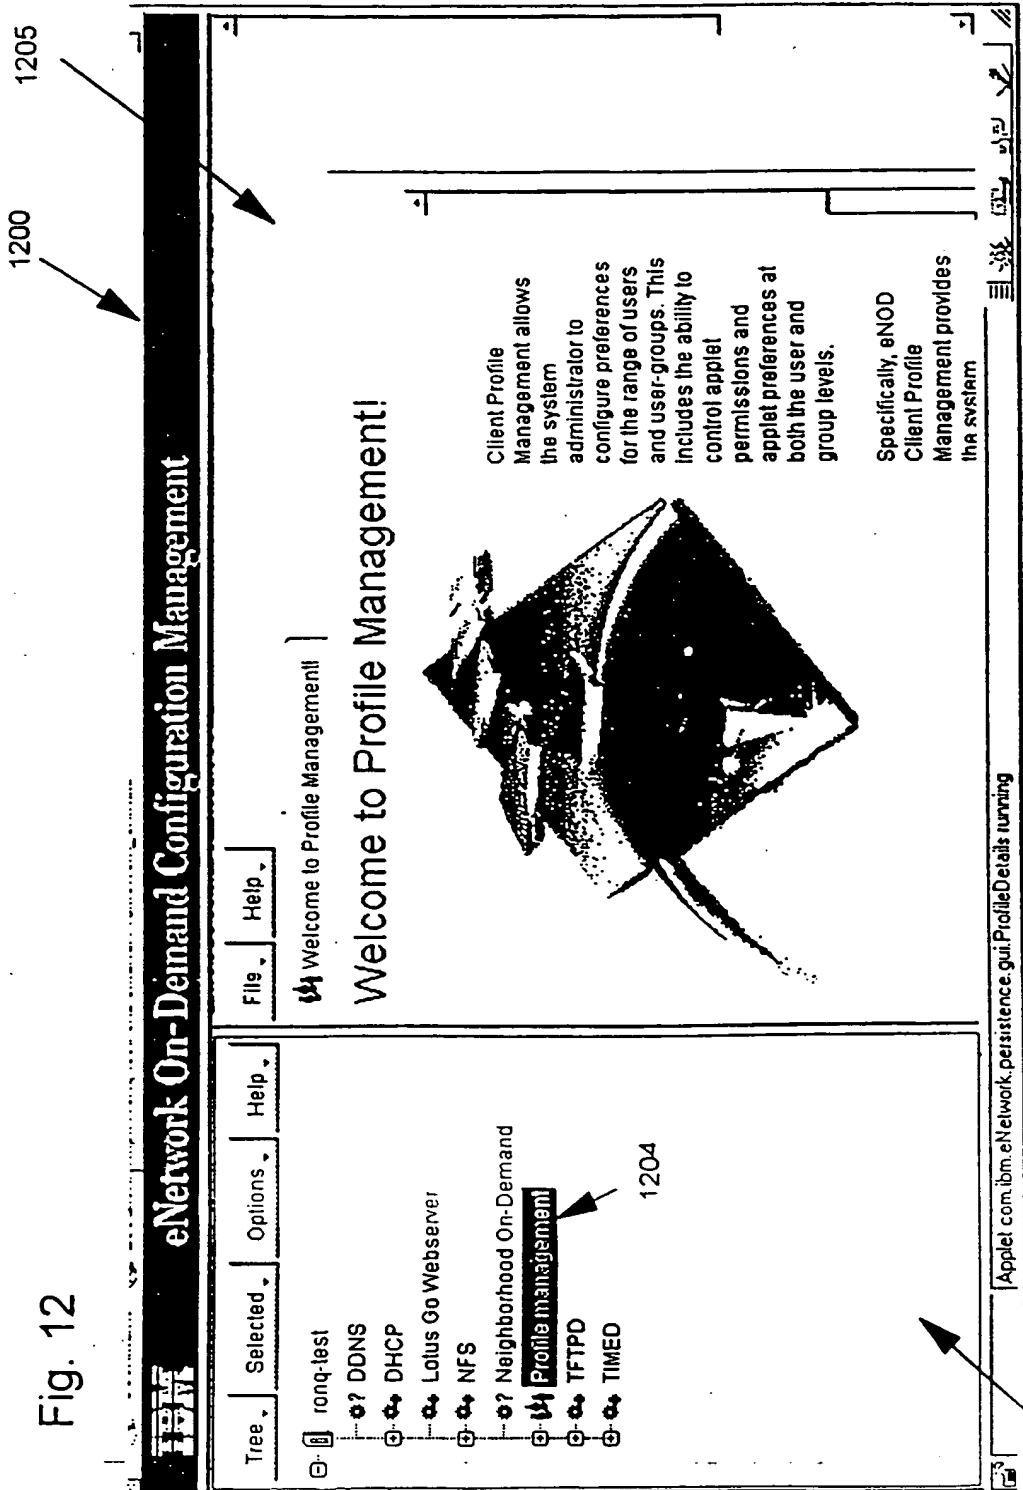 Fig. 12
1200
1205
IBM
eNetwork On-Demand Configuration Management
Tree
Selected
Options
Help
ronq-test
DDNS
DHCP
Lotus Go Webserver
NFS
Neighborhood On-Demand
Profile management
TFTPD
TIMED
1204
File
Help
Welcome to Profile Management!
Welcome to Profile Management!
Client Profile
Management allows
the system
administrator to
configure preferences
for the range of users
and user-groups. This
includes the ability to
control applet
permissions and
applet preferences at
both the user and
group levels.
Specifically, eNOD
Client Profile
Management provides
the system
Applet com.ibm.eNetwork.persistence.gui.ProfileDetails running